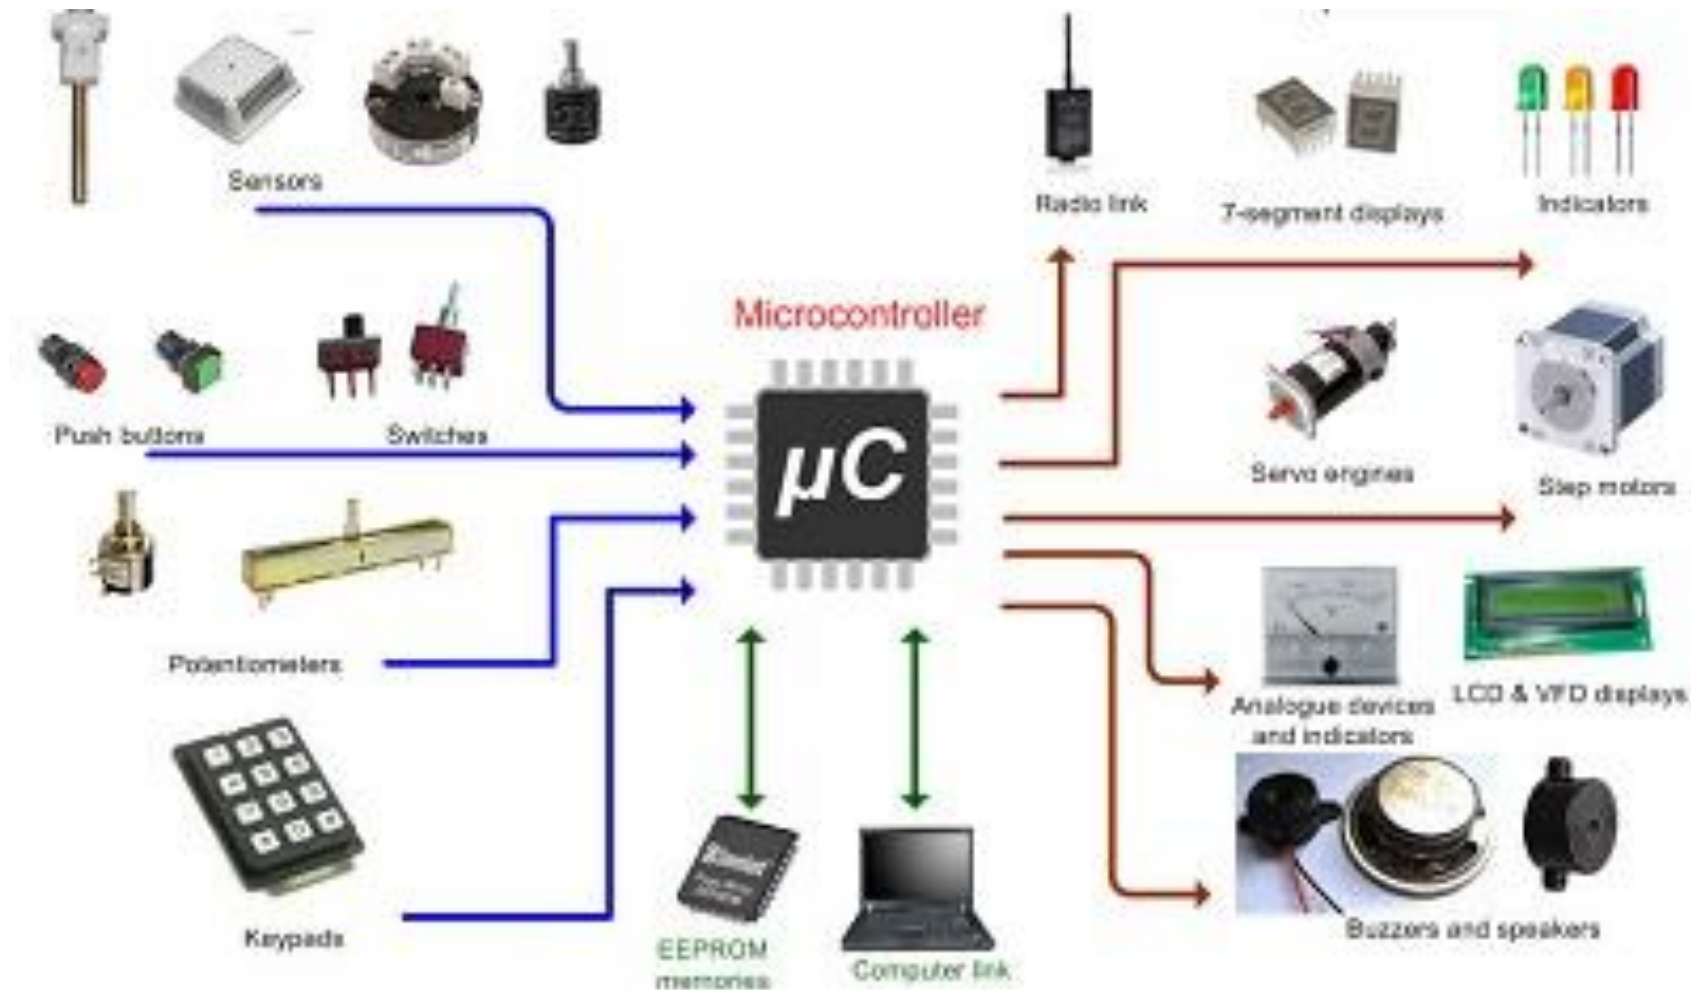 Sensors
Radio link
7-segment displays
Indicators
Microcontroller
Push buttons
Switches
µC
Servo engines
Step motors
Potentiometers
Analogue devices
and indicators
LCD & VFD displays
Keypads
EEPROM
memories
Computer link
Buzzers and speakers